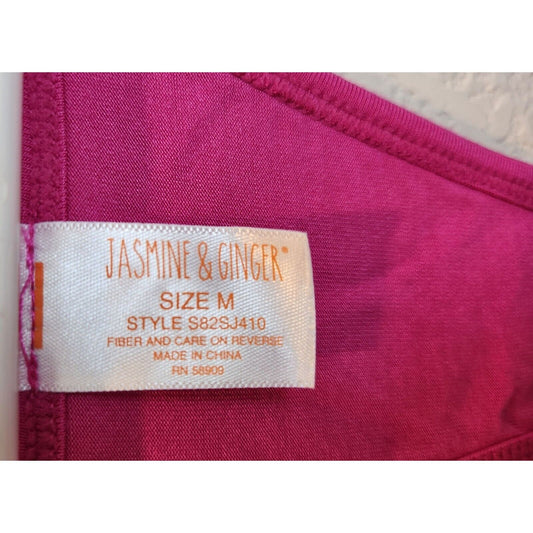 JASMINE & GINGER®
SIZE M
STYLE S82SJ410
FIBER AND CARE ON REVERSE
MADE IN CHINA
RN 58909